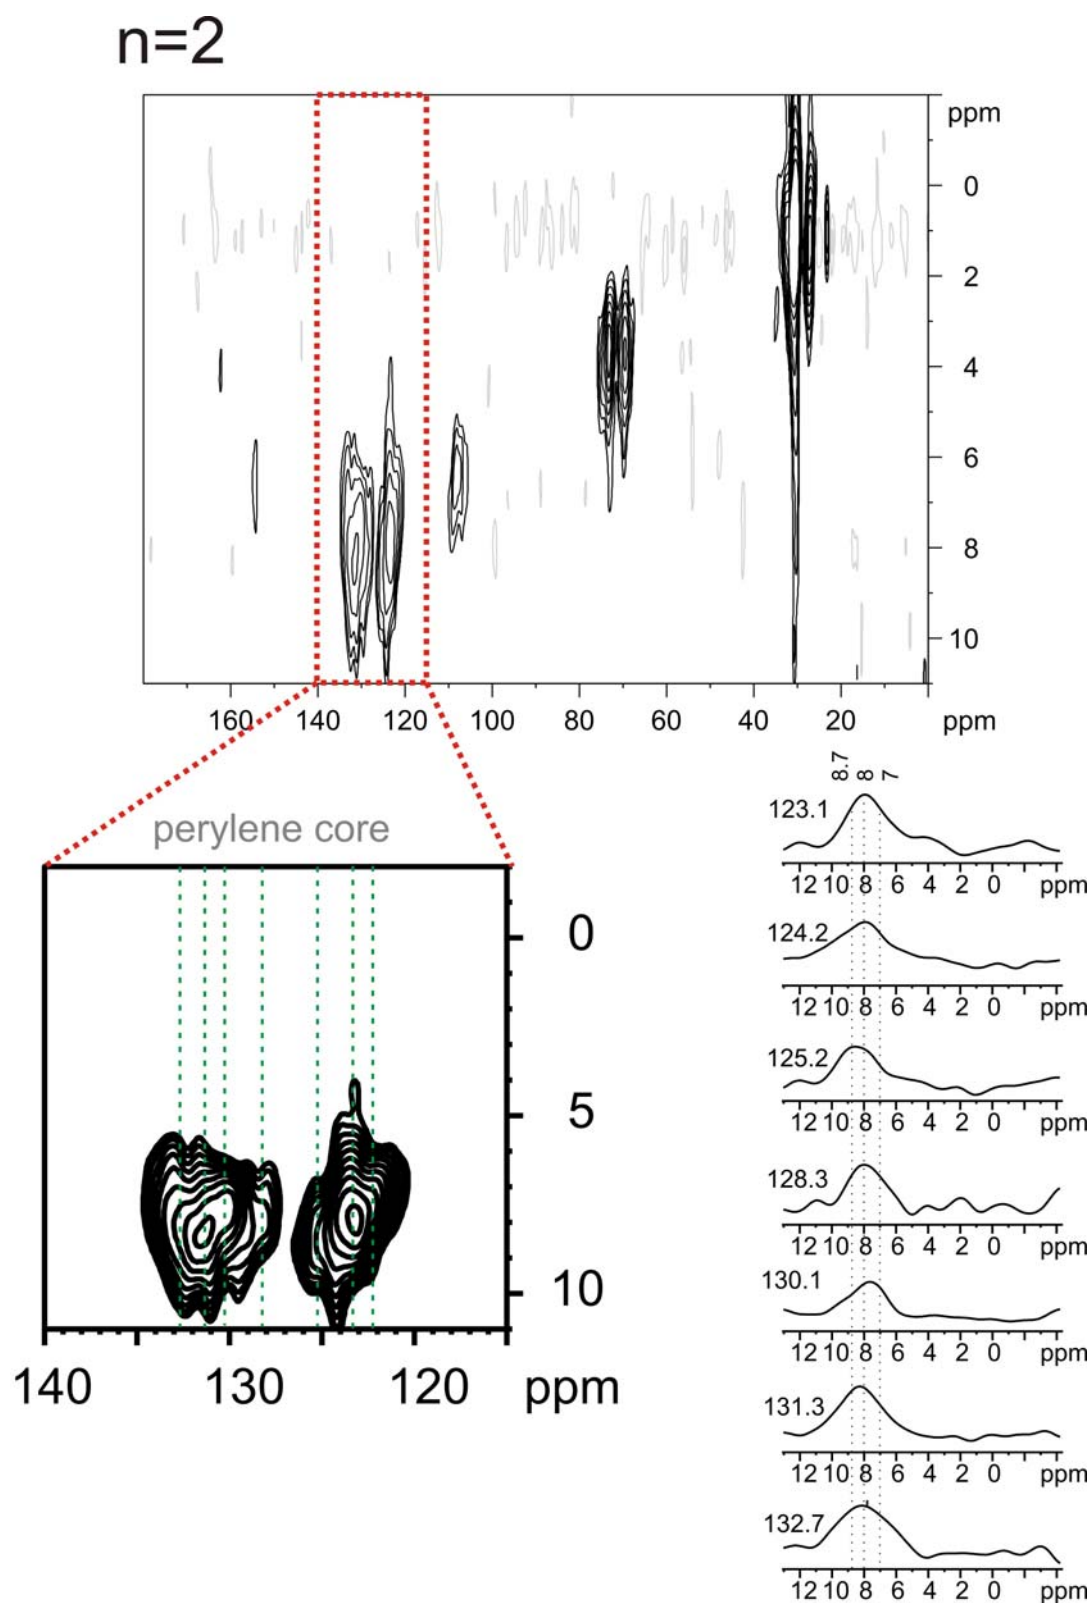 n=2
ppm
0
2
4
6
8
10
160 140 120 100 80 60 40 20 ppm
perylene core
0
5
10
140 130 120 ppm
8.7 8 7
123.1
12 10 8 6 4 2 0 ppm
124.2
12 10 8 6 4 2 0 ppm
125.2
12 10 8 6 4 2 0 ppm
128.3
12 10 8 6 4 2 0 ppm
130.1
12 10 8 6 4 2 0 ppm
131.3
12 10 8 6 4 2 0 ppm
132.7
12 10 8 6 4 2 0 ppm